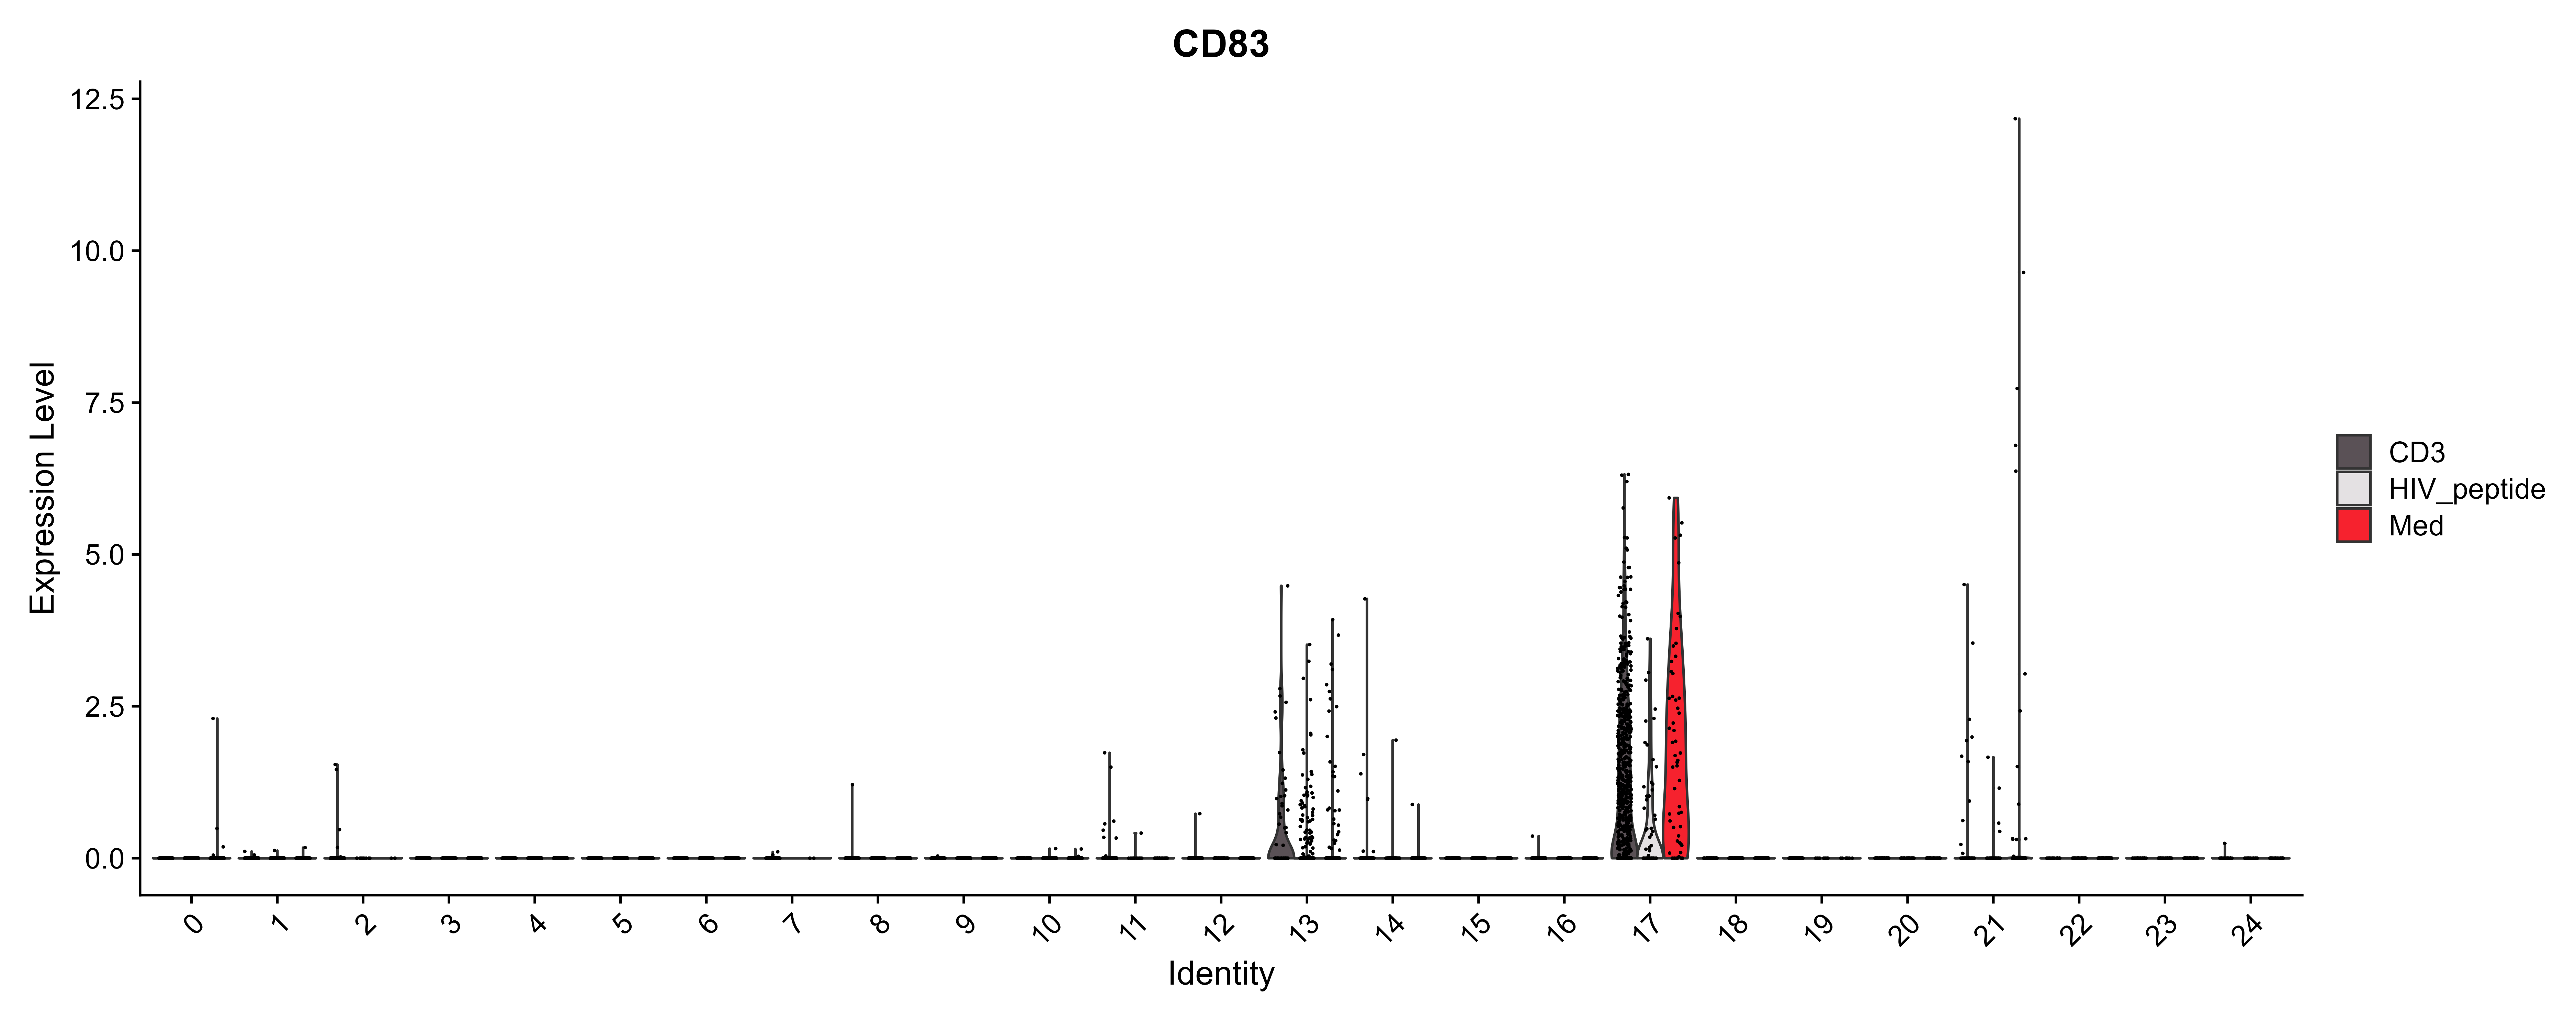 CD83
12.5
10.0
7.5
5.0
2.5
0.0
Expression Level
0 1 2 3 4 5 6 7 8 9 10 11 12 13 14 15 16 17 18 19 20 21 22 23 24
Identity
CD3
HIV_peptide
Med